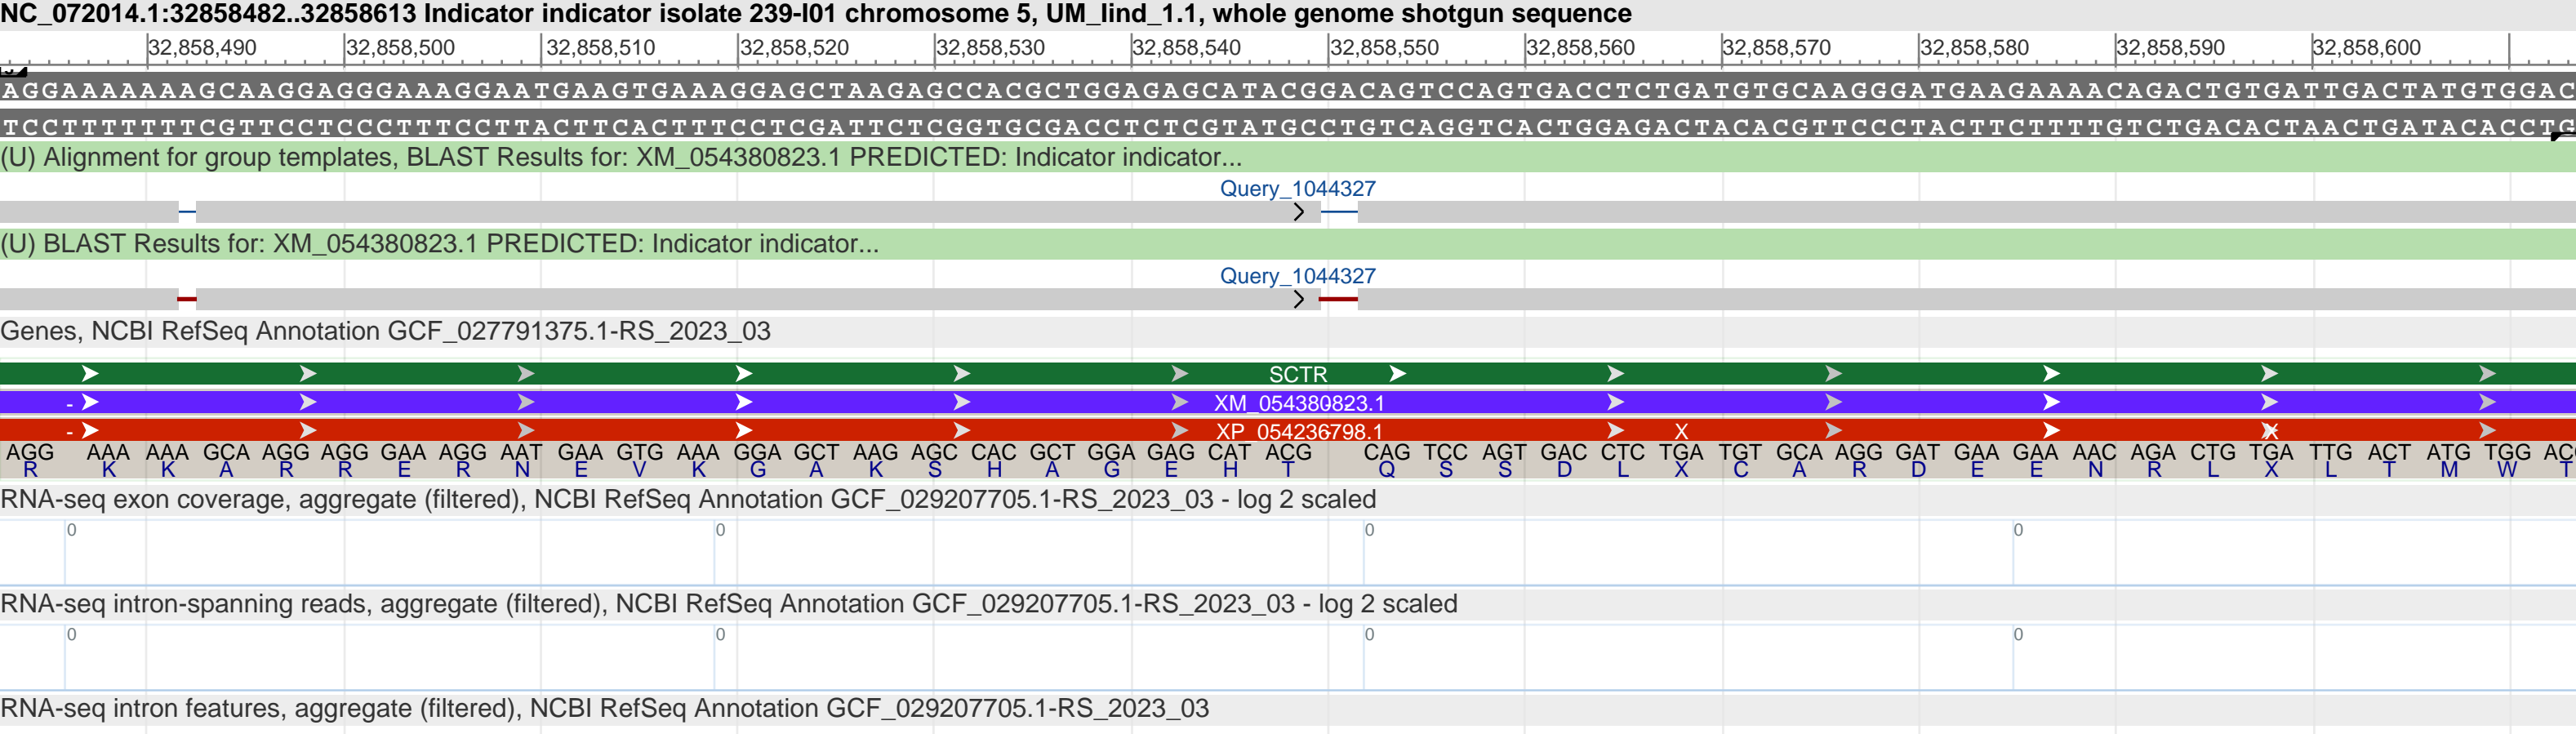 NC_072014.1:32858482..32858613 Indicator indicator isolate 239-I01 chromosome 5, UM_Iind_1.1, whole genome shotgun sequence
32,858,490 32,858,500 32,858,510 32,858,520 32,858,530 32,858,540 32,858,550 32,858,560 32,858,570 32,858,580 32,858,590 32,858,600
AGGAAAAAAAAGCAAGGAGGGAAAGGAATGAAGTGAAAGGAGCTAAGAGCCACGCTGGAGAGCATACGGACAGTCCAGTGACCTCTGATGTGCAAGGGATGAAGAAAACAGACTGTGATTGACTATGTGGAC
TCCTTTTTTTTCGTTCCTCCCTTTCCTTACTTCACTTTCCTCGATTCTCGGTGCGACCTCTCGTATGCCTGTCAGGTCACTGGAGACTACACGTTCCCTACTTCTTTTGTCTGACACTAACTGATACACCTG
(U) Alignment for group templates, BLAST Results for: XM_054380823.1 PREDICTED: Indicator indicator...
Query_1044327
(U) BLAST Results for: XM_054380823.1 PREDICTED: Indicator indicator...
Query_1044327
Genes, NCBI RefSeq Annotation GCF_027791375.1-RS_2023_03
SCTR
- XM_054380823.1
- XP_054236798.1 X X
AGG AAA AAA GCA AGG AGG GAA AGG AAT GAA GTG AAA GGA GCT AAG AGC CAC GCT GGA GAG CAT ACG CAG TCC AGT GAC CTC TGA TGT GCA AGG GAT GAA GAA AAC AGA CTG TGA TTG ACT ATG TGG AC
R K K A R R E R N E V K G A K S H A G E H T Q S S D L X C A R D E E N R L X L T M W T
RNA-seq exon coverage, aggregate (filtered), NCBI RefSeq Annotation GCF_029207705.1-RS_2023_03 - log 2 scaled
0 0 0 0
RNA-seq intron-spanning reads, aggregate (filtered), NCBI RefSeq Annotation GCF_029207705.1-RS_2023_03 - log 2 scaled
0 0 0 0
RNA-seq intron features, aggregate (filtered), NCBI RefSeq Annotation GCF_029207705.1-RS_2023_03